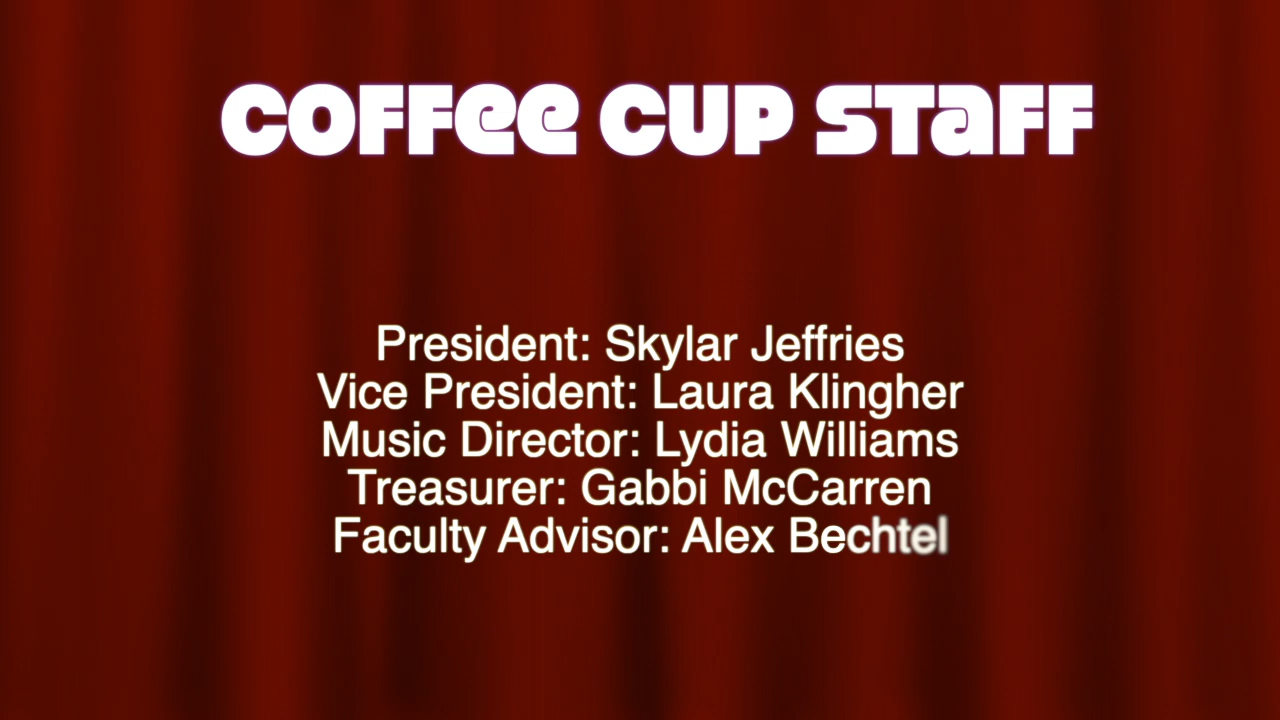 COFFee CUP STaFF
President: Skylar Jeffries
Vice President: Laura Klingher
Music Director: Lydia Williams
Treasurer: Gabbi McCarren
Faculty Advisor: Alex Bechtel